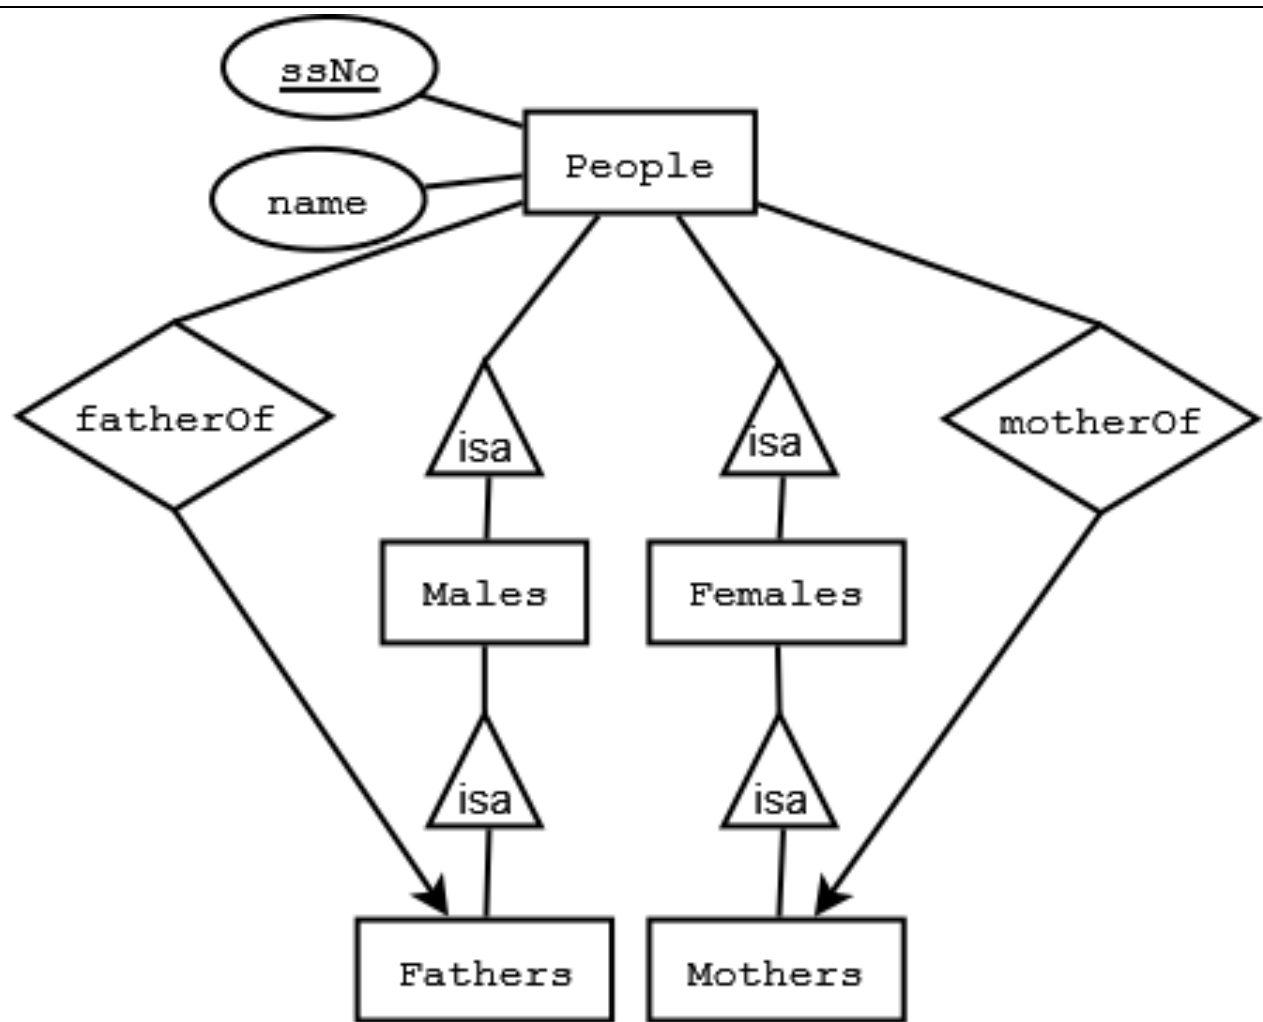 ssNo
People
name
fatherOf
isa
isa
motherOf
Males
Females
isa
isa
Fathers
Mothers